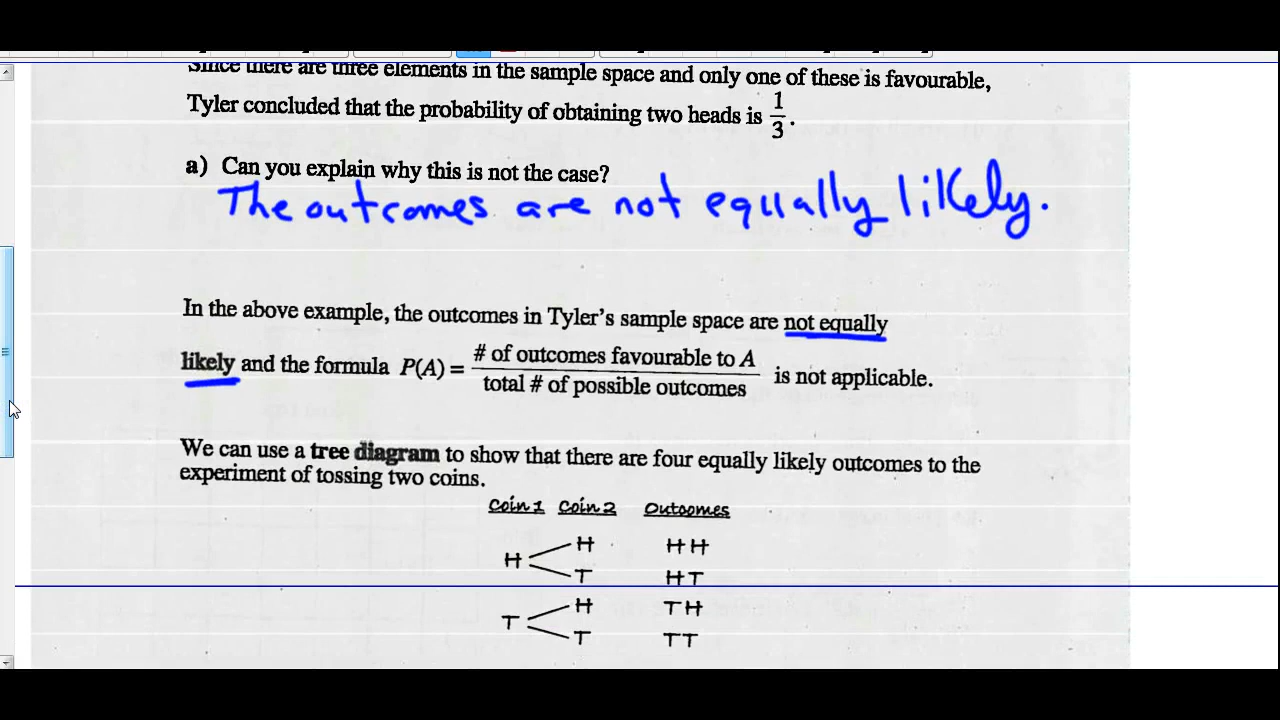 Since there are three elements in the sample space and only one of these is favourable,
Tyler concluded that the probability of obtaining two heads is 1/3.
a) Can you explain why this is not the case?
The outcomes are not equally likely.
In the above example, the outcomes in Tyler's sample space are not equally
likely and the formula P(A) = # of outcomes favourable to A / total # of possible outcomes is not applicable.
We can use a tree diagram to show that there are four equally likely outcomes to the
experiment of tossing two coins.
Coin 1 Coin 2 Outcomes
H H HH
T HT
T H TH
T TT